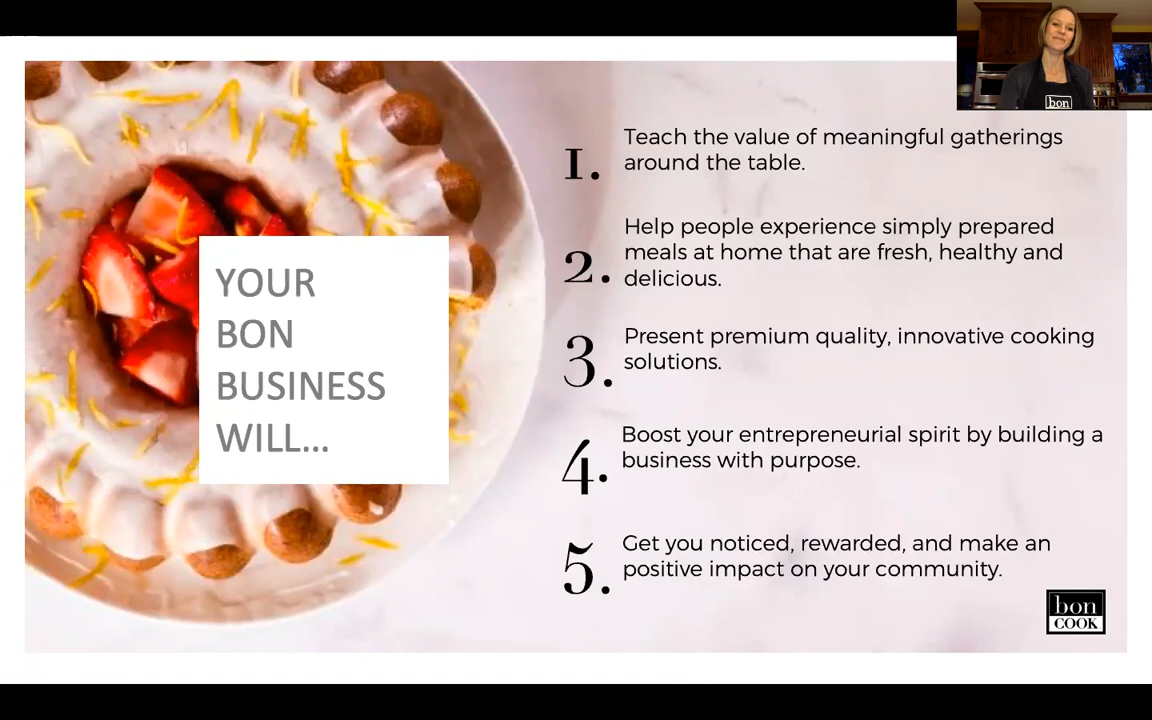 bon
YOUR
BON
BUSINESS
WILL...
1.
Teach the value of meaningful gatherings
around the table.
2.
Help people experience simply prepared
meals at home that are fresh, healthy and
delicious.
3.
Present premium quality, innovative cooking
solutions.
4.
Boost your entrepreneurial spirit by building a
business with purpose.
5.
Get you noticed, rewarded, and make an
positive impact on your community.
bon
COOK